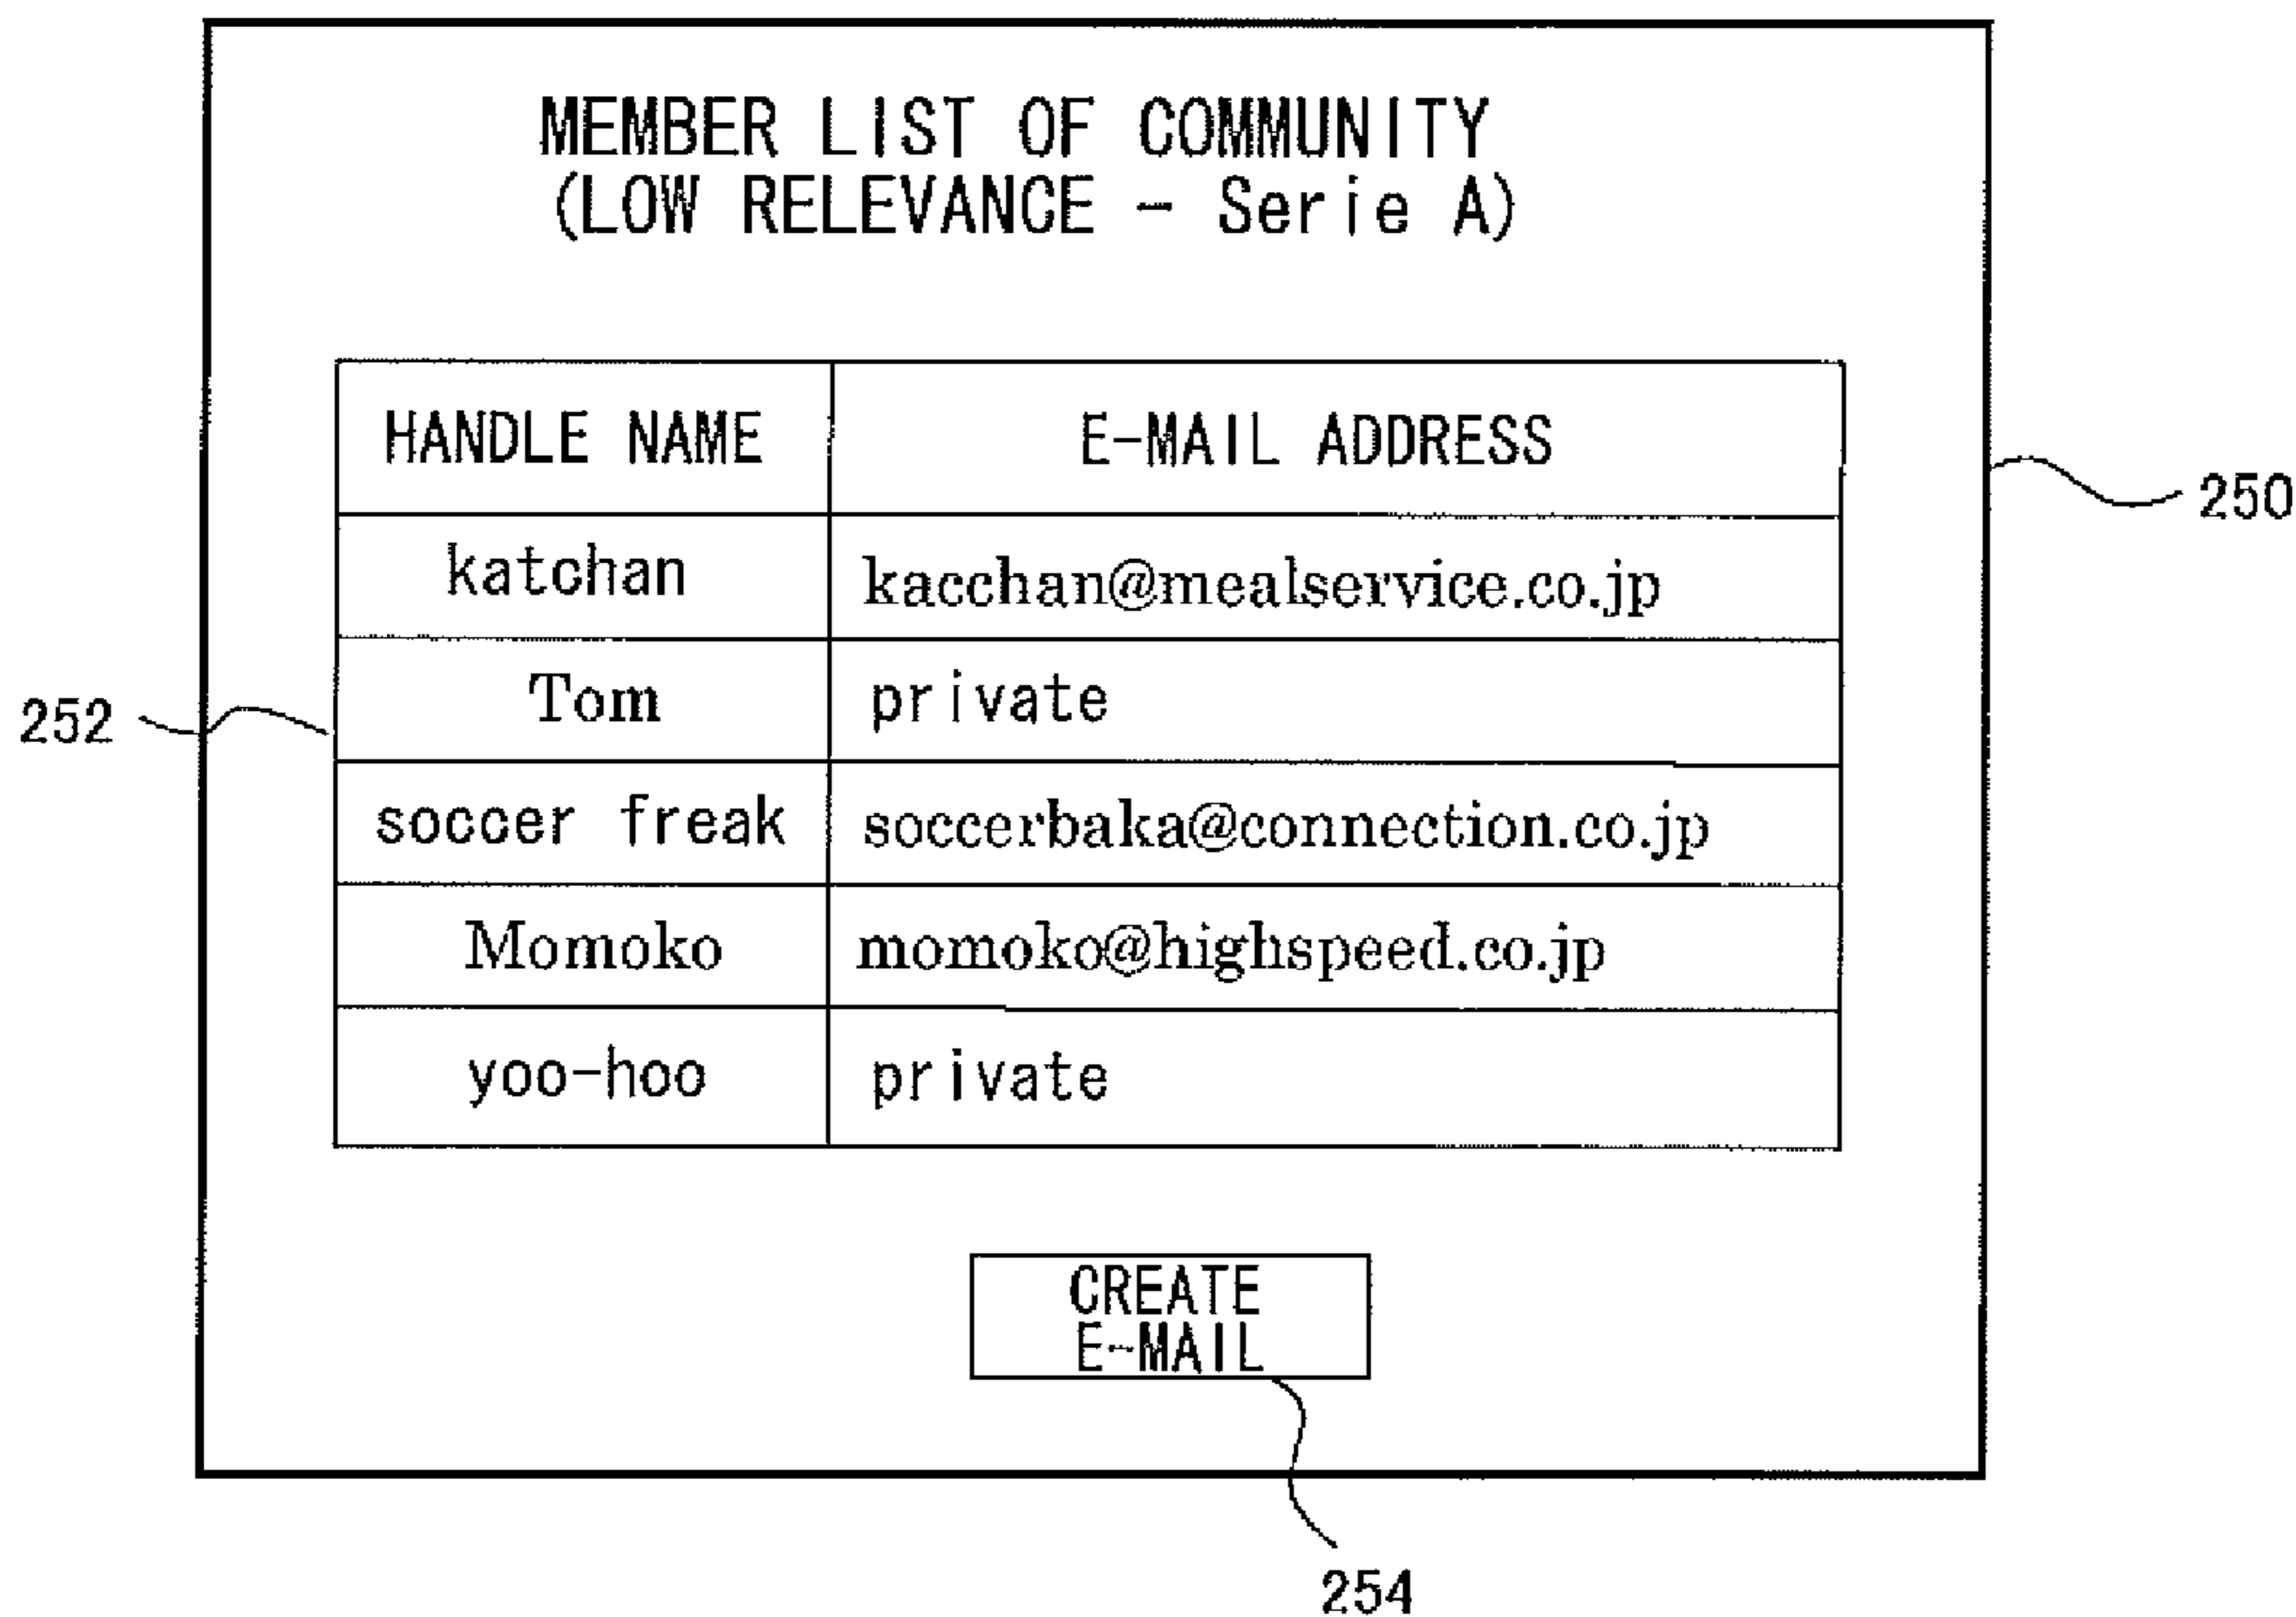 MEMBER LIST OF COMMUNITY
(LOW RELEVANCE - Serie A)
HANDLE NAME E-MAIL ADDRESS
250
katchan kacchan@mealservice.co.jp
Tom private
252
soccer freak soccerbaka@connection.co.jp
Momoko momoko@highspeed.co.jp
yoo-hoo private
CREATE
E-MAIL
254